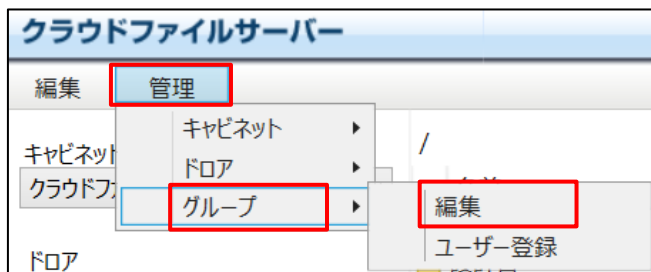 クラウドファイルサーバー
編集 管理
キャビネット
キャビネット /
ドロア
クラウドファ
グループ
編集
ユーザー登録
ドロア